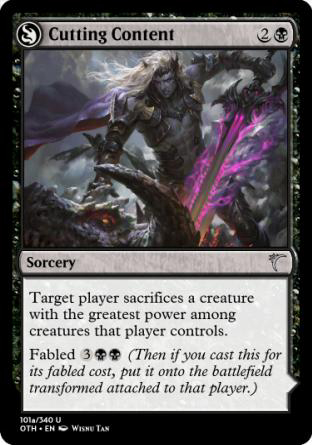 Cutting Content 2
Sorcery
Target player sacrifices a creature
with the greatest power among
creatures that player controls.
Fabled 3 (Then if you cast this for
its fabled cost, put it onto the battlefield
transformed attached to that player.)
101a/340 U
OTH • EN Wisnu Tan